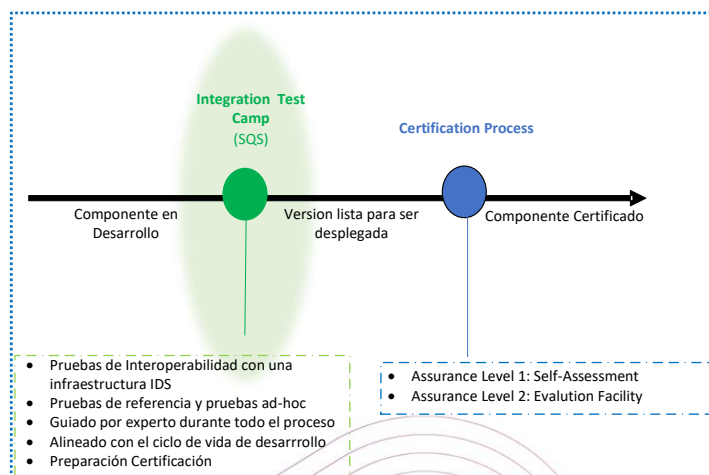 Integration Test
Camp
(SQS)
Certification Process
Componente en
Desarrollo
Version lista para ser
desplegada
Componente Certificado
• Pruebas de Interoperabilidad con una
infraestructura IDS
• Pruebas de referencia y pruebas ad-hoc
• Guiado por experto durante todo el proceso
• Alineado con el ciclo de vida de desarrrollo
• Preparación Certificación
• Assurance Level 1: Self-Assessment
• Assurance Level 2: Evalution Facility